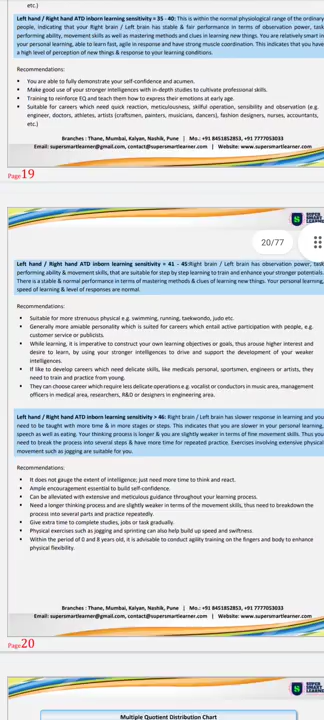 etc.)
Left hand / Right hand ATD inborn learning sensitivity = 35 - 40: This is within the normal physiological range of the ordinary
people, indicating that your Right brain / Left brain has stable & fair performance in terms of observation power, task
performing ability, movement skills as well as mastering methods and clues in learning new things. You are relatively smart in
your personal learning, able to learn fast, agile in response and have strong muscle coordination. This indicates that you have
a high level of perception of new things & response to your learning conditions.
Recommendations:
• You are able to fully demonstrate your self-confidence and acumen.
• Make good use of your stronger intelligences with in-depth studies to cultivate professional skills.
• Training to reinforce EQ and teach them how to express their emotions at early age.
• Suitable for careers which need quick reaction, meticulousness, skilful operation, sensibility and observation (e.g.
engineer, doctors, athletes, artists (craftsmen, painters, musicians, dancers), fashion designers, nurses, accountants,
etc.)
Branches : Thane, Mumbai, Kalyan, Nashik, Pune | Mo.: +91 8451852853, +91 7777053033
Email: supersmartlearner@gmail.com, contact@supersmartlearner.com | Website: www.supersmartlearner.com
Page19
SUPER
SMART
LEARNER
20/77
Left hand / Right hand ATD inborn learning sensitivity = 41 - 45:Right brain / Left brain has observation power, task
performing ability & movement skills, that are suitable for step by step learning to train and enhance your stronger potentials.
There is a stable & normal performance in terms of mastering methods & clues of learning new things. Your personal learning,
speed of learning & level of responses are normal.
Recommendations:
• Suitable for more strenuous physical e.g. swimming, running, taekwondo, judo etc.
• Generally more amiable personality which is suited for careers which entail active participation with people, e.g.
customer service or publicists.
• While learning, it is imperative to construct your own learning objectives or goals, thus arouse higher interest and
desire to learn, by using your stronger intelligences to drive and support the development of your weaker
intelligences.
• If like to develop careers which need delicate skills, like medicals personal, sportsmen, engineers or artists, they
need to train and practice from young.
• They can choose career which require less delicate operations e.g. vocalist or conductors in music area, management
officers in medical area, researchers, R&D or designers in engineering area.
Left hand / Right hand ATD inborn learning sensitivity > 46: Right brain / Left brain has slower response in learning and you
need to be taught with more time & in more stages or steps. This indicates that you are slower in your personal learning,
speech as well as eating. Your thinking process is longer & you are slightly weaker in terms of fine movement skills. Thus you
need to break the process into several steps & have more time for repeated practice. Exercises involving extensive physical
movement such as jogging are suitable for you.
Recommendations:
• It does not gauge the extent of intelligence; just need more time to think and react.
• Ample encouragement essential to build self-confidence.
• Can be alleviated with extensive and meticulous guidance throughout your learning process.
• Need a longer thinking process and are slightly weaker in terms of the movement skills, thus need to breakdown the
process into several parts and practice repeatedly.
• Give extra time to complete studies, jobs or task gradually.
• Physical exercises such as jogging and sprinting can also help build up speed and swiftness.
• Within the period of 0 and 8 years old, it is advisable to conduct agility training on the fingers and body to enhance
physical flexibility.
Branches : Thane, Mumbai, Kalyan, Nashik, Pune | Mo.: +91 8451852853, +91 7777053033
Email: supersmartlearner@gmail.com, contact@supersmartlearner.com | Website: www.supersmartlearner.com
Page20
SUPER
SMART
LEARNER
Multiple Quotient Distribution Chart